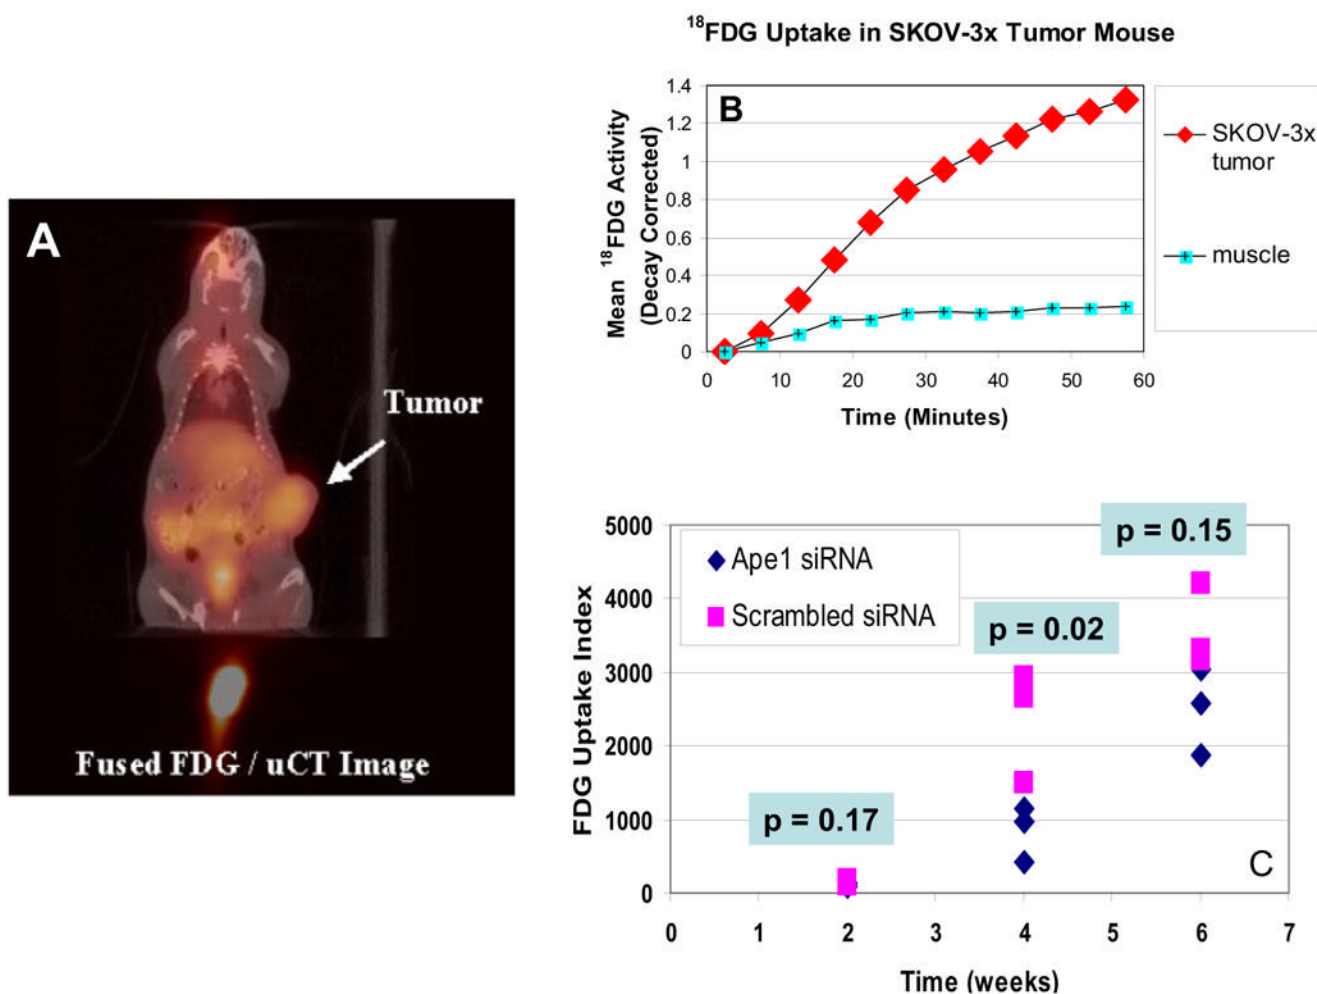 A
Tumor
Fused FDG / uCT Image
¹⁸FDG Uptake in SKOV-3x Tumor Mouse
B
Mean ¹⁸FDG Activity
(Decay Corrected)
1.4
1.2
1
0.8
0.6
0.4
0.2
0
0 10 20 30 40 50 60
Time (Minutes)
SKOV-3x
tumor
muscle
FDG Uptake Index
5000
4000
3000
2000
1000
0
Ape1 siRNA
Scrambled siRNA
p = 0.17
p = 0.02
p = 0.15
C
0 1 2 3 4 5 6 7
Time (weeks)